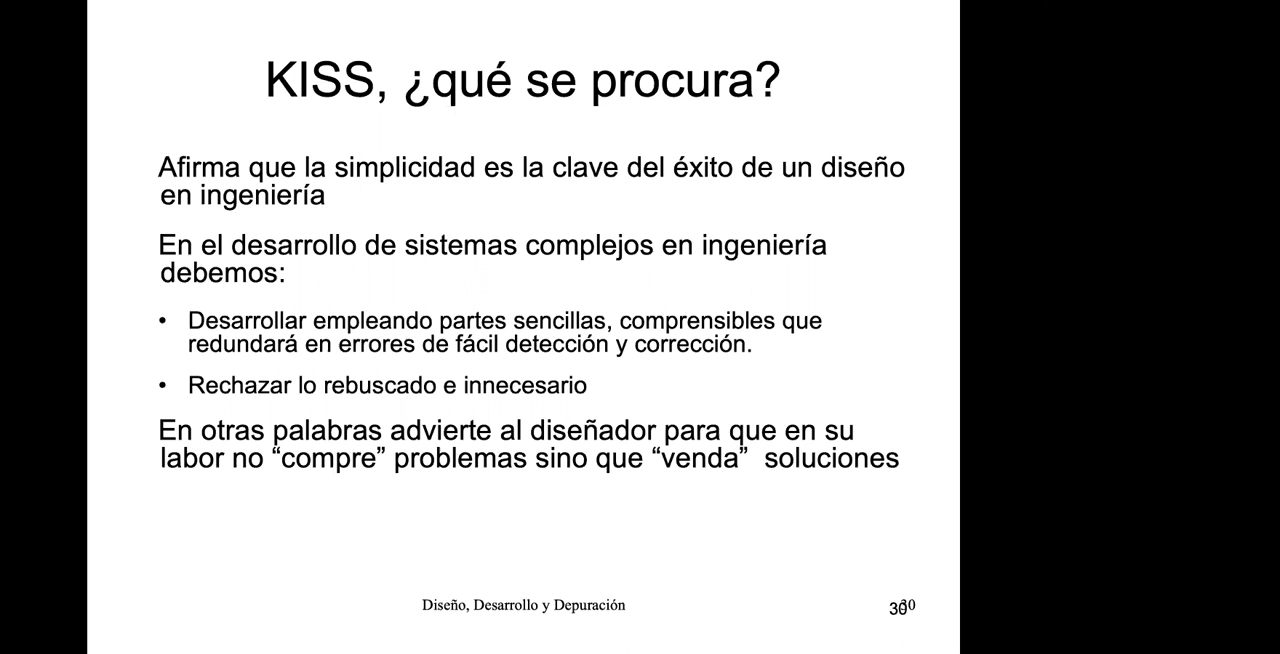 KISS, ¿qué se procura?
Afirma que la simplicidad es la clave del éxito de un diseño
en ingeniería
En el desarrollo de sistemas complejos en ingeniería
debemos:
• Desarrollar empleando partes sencillas, comprensibles que
redundará en errores de fácil detección y corrección.
• Rechazar lo rebuscado e innecesario
En otras palabras advierte al diseñador para que en su
labor no “compre” problemas sino que “venda” soluciones
Diseño, Desarrollo y Depuración
30
30